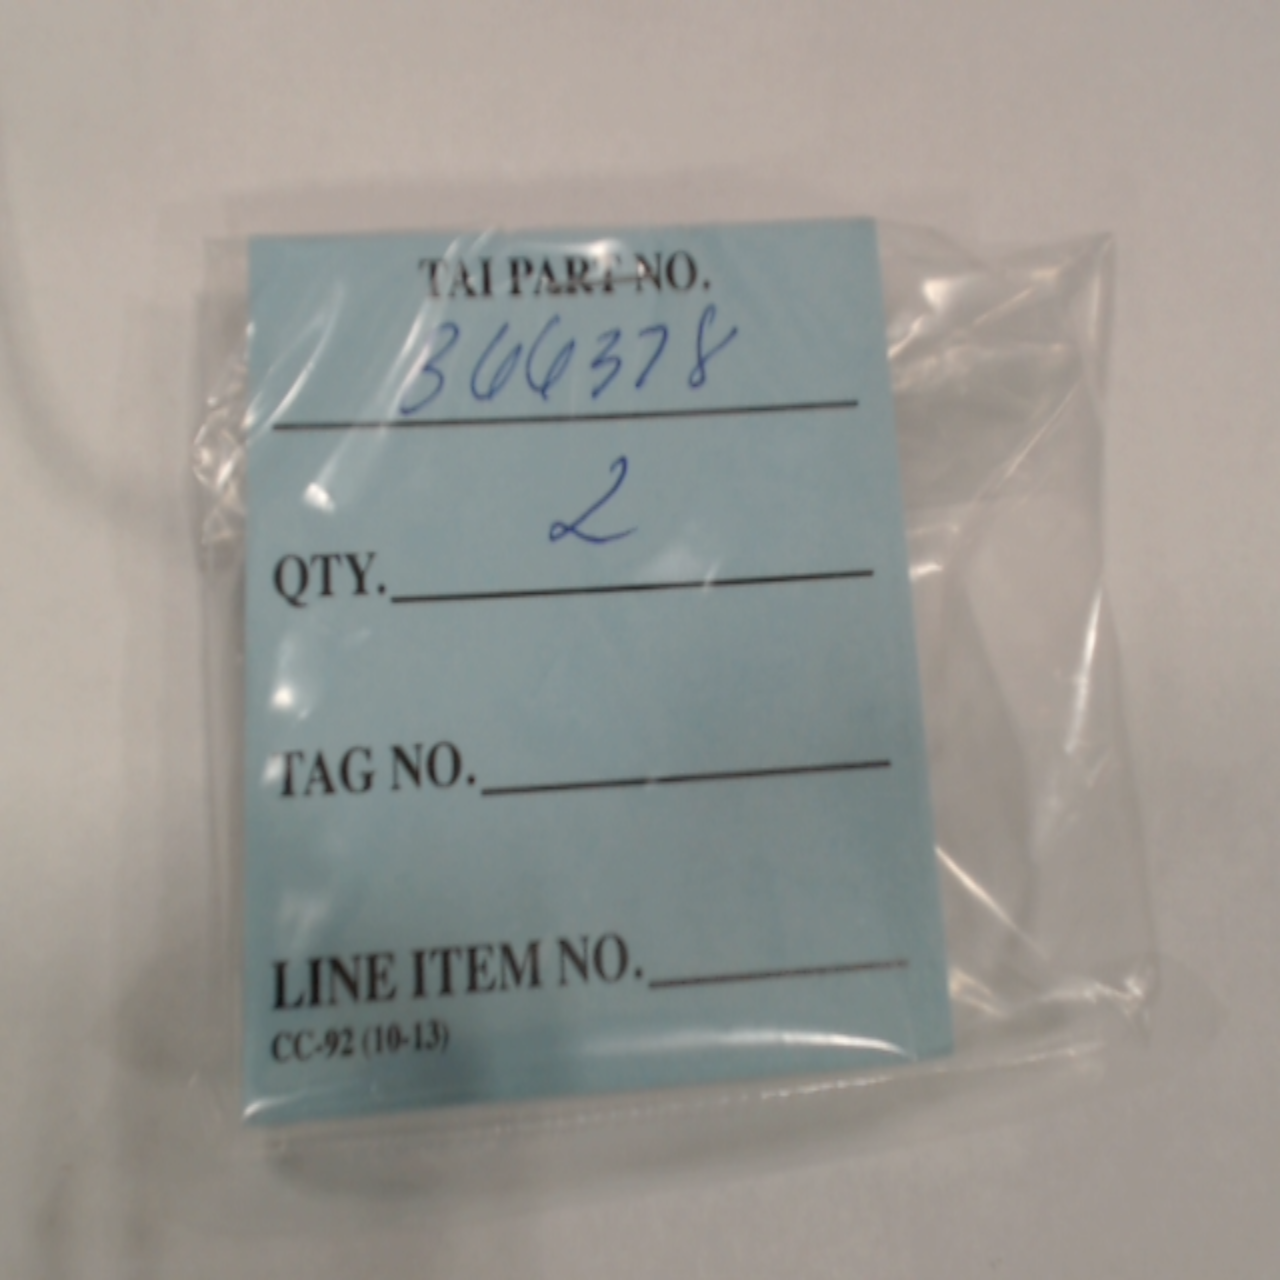 TAI PART NO.
366378
2
QTY.
TAG NO.
LINE ITEM NO.
CC-92 (10-13)